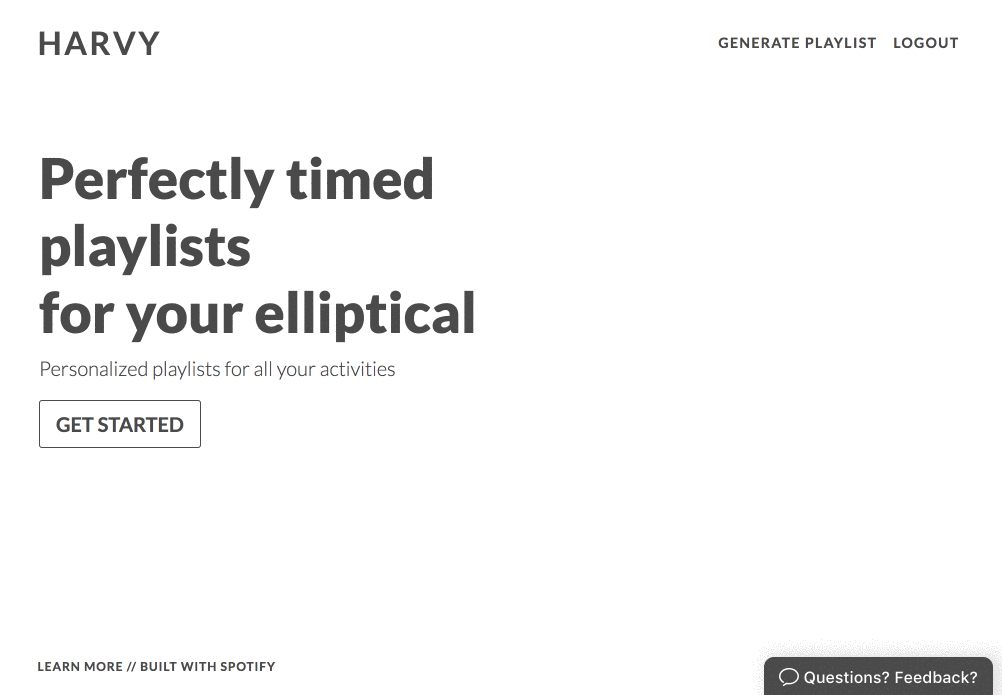 HARVY
GENERATE PLAYLIST LOGOUT
Perfectly timed
playlists
for your elliptical
Personalized playlists for all your activities
GET STARTED
LEARN MORE // BUILT WITH SPOTIFY
Questions? Feedback?